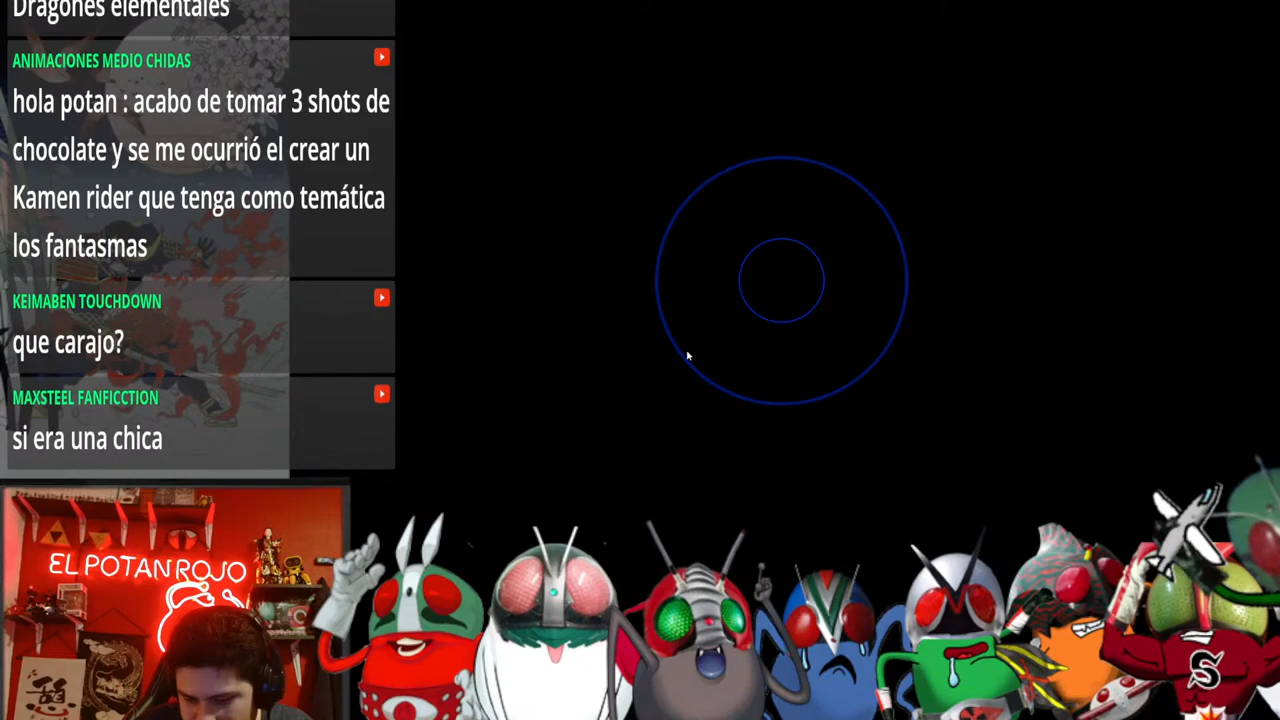 Dragones elementales
ANIMACIONES MEDIO CHIDAS
hola potan : acabo de tomar 3 shots de
chocolate y se me ocurrió el crear un
Kamen rider que tenga como temática
los fantasmas
KEIMABEN TOUCHDOWN
que carajo?
MAXSTEEL FANFICCTION
si era una chica
EL POTAN ROJO
S